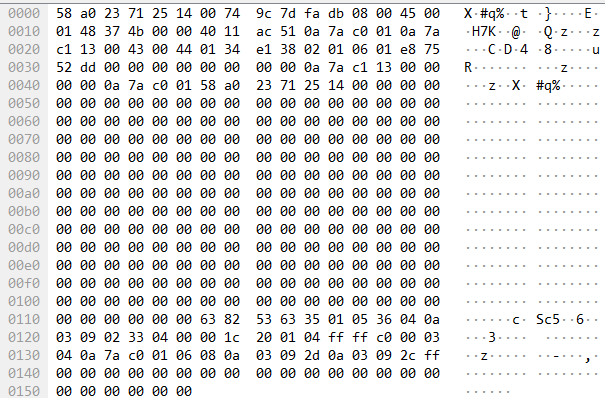 0000 58 a0 23 71 25 14 00 74 9c 7d fa db 08 00 45 00 X·#q%··t ·}····E·
0010 01 48 37 4b 00 00 40 11 ac 51 0a 7a c0 01 0a 7a ·H7K··@· ·Q·z···z
0020 c1 13 00 43 00 44 01 34 e1 38 02 01 06 01 e8 75 ···C·D·4 ·8·····u
0030 52 dd 00 00 00 00 00 00 00 00 0a 7a c1 13 00 00 R······· ···z····
0040 00 00 0a 7a c0 01 58 a0 23 71 25 14 00 00 00 00 ···z··X· #q%·····
0050 00 00 00 00 00 00 00 00 00 00 00 00 00 00 00 00 ········ ········
0060 00 00 00 00 00 00 00 00 00 00 00 00 00 00 00 00 ········ ········
0070 00 00 00 00 00 00 00 00 00 00 00 00 00 00 00 00 ········ ········
0080 00 00 00 00 00 00 00 00 00 00 00 00 00 00 00 00 ········ ········
0090 00 00 00 00 00 00 00 00 00 00 00 00 00 00 00 00 ········ ········
00a0 00 00 00 00 00 00 00 00 00 00 00 00 00 00 00 00 ········ ········
00b0 00 00 00 00 00 00 00 00 00 00 00 00 00 00 00 00 ········ ········
00c0 00 00 00 00 00 00 00 00 00 00 00 00 00 00 00 00 ········ ········
00d0 00 00 00 00 00 00 00 00 00 00 00 00 00 00 00 00 ········ ········
00e0 00 00 00 00 00 00 00 00 00 00 00 00 00 00 00 00 ········ ········
00f0 00 00 00 00 00 00 00 00 00 00 00 00 00 00 00 00 ········ ········
0100 00 00 00 00 00 00 00 00 00 00 00 00 00 00 00 00 ········ ········
0110 00 00 00 00 00 00 63 82 53 63 35 01 05 36 04 0a ······c· Sc5··6··
0120 03 09 02 33 04 00 00 1c 20 01 04 ff ff c0 00 03 ···3····  ·······
0130 04 0a 7a c0 01 06 08 0a 03 09 2d 0a 03 09 2c ff ··z····· ··-···,·
0140 00 00 00 00 00 00 00 00 00 00 00 00 00 00 00 00 ········ ········
0150 00 00 00 00 00 00 ······